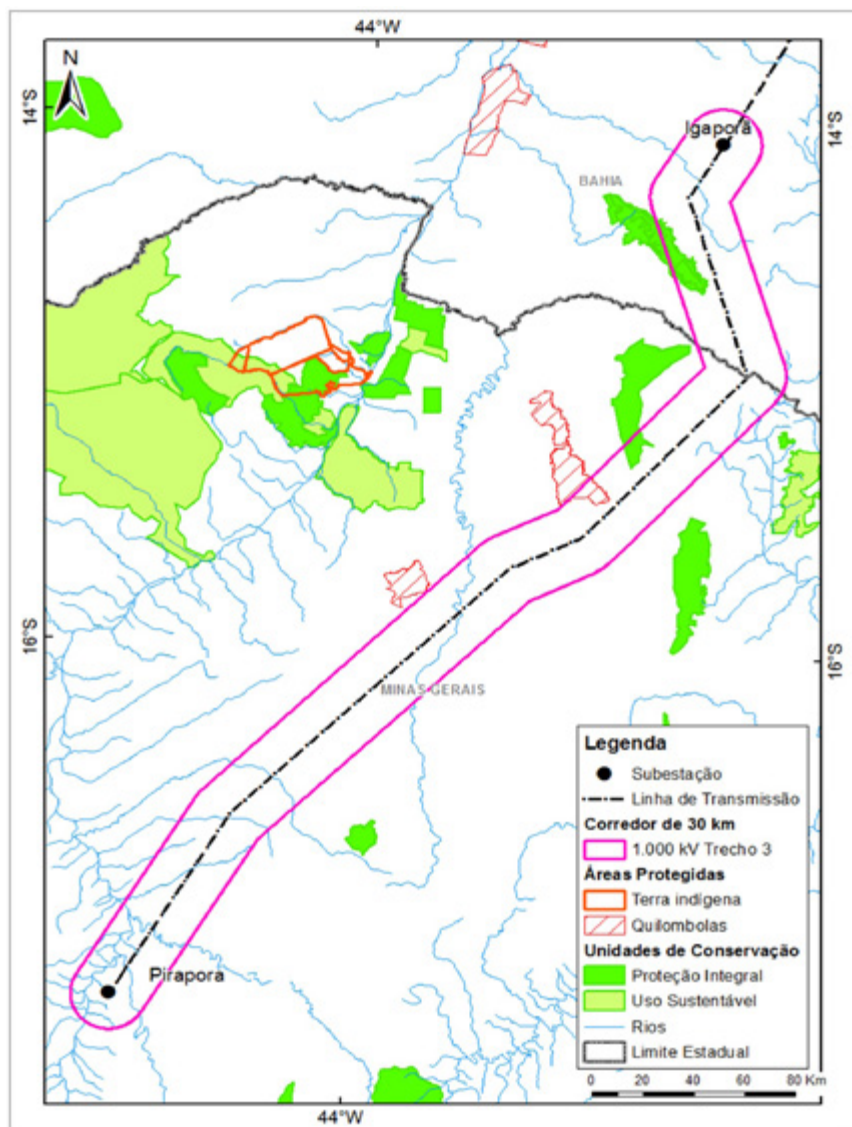 44°W
N
14°S
14°S
Igaporã
BAHIA
16°S
16°S
MINAS GERAIS
Pirapora
Legenda
Subestação
Linha de Transmissão
Corredor de 30 km
1.000 kV Trecho 3
Áreas Protegidas
Terra indígena
Quilombolas
Unidades de Conservação
Proteção Integral
Uso Sustentável
Rios
Limite Estadual
0 20 40 60 80 Km
44°W